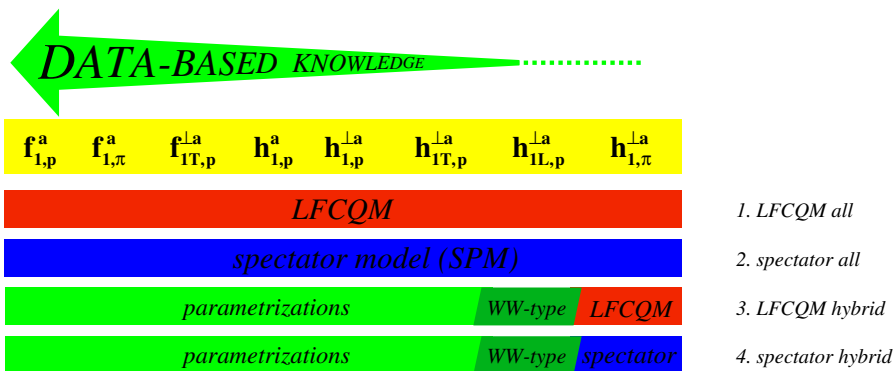 DATA-BASED KNOWLEDGE
f^a_{1,p} f^a_{1,π} f^{⊥a}_{1T,p} h^a_{1,p} h^{⊥a}_{1,p} h^{⊥a}_{1T,p} h^{⊥a}_{1L,p} h^{⊥a}_{1,π}
LFCQM 1. LFCQM all
spectator model (SPM) 2. spectator all
parametrizations WW-type LFCQM 3. LFCQM hybrid
parametrizations WW-type spectator 4. spectator hybrid